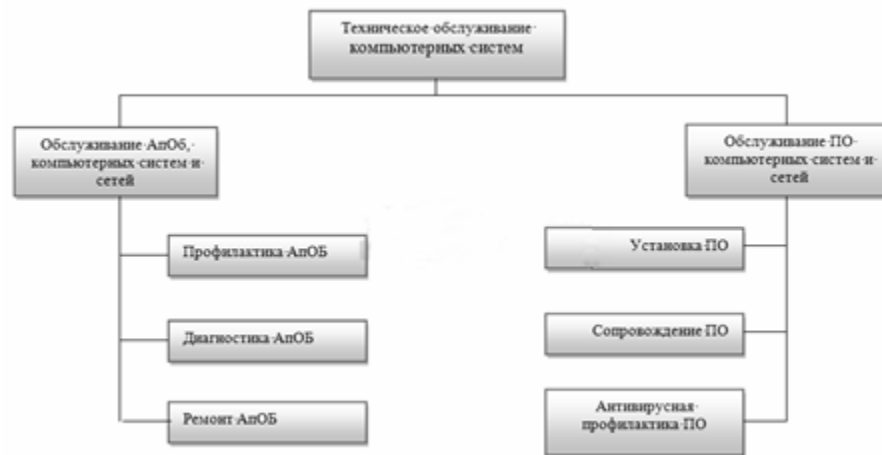 Техническое обслуживание
компьютерных систем
Обслуживание АпОб,
компьютерных систем и
сетей
Обслуживание ПО
компьютерных систем и
сетей
Профилактика АпОБ
Диагностика АпОБ
Ремонт АпОБ
Установка ПО
Сопровождение ПО
Антивирусная
профилактика ПО